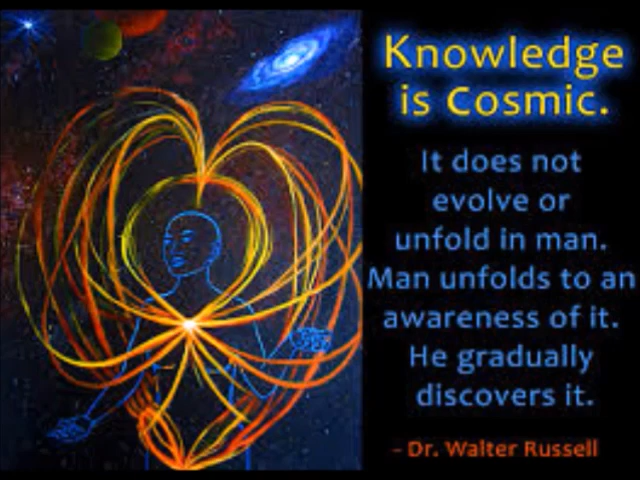 Knowledge
is Cosmic.
It does not
evolve or
unfold in man.
Man unfolds to an
awareness of it.
He gradually
discovers it.
- Dr. Walter Russell